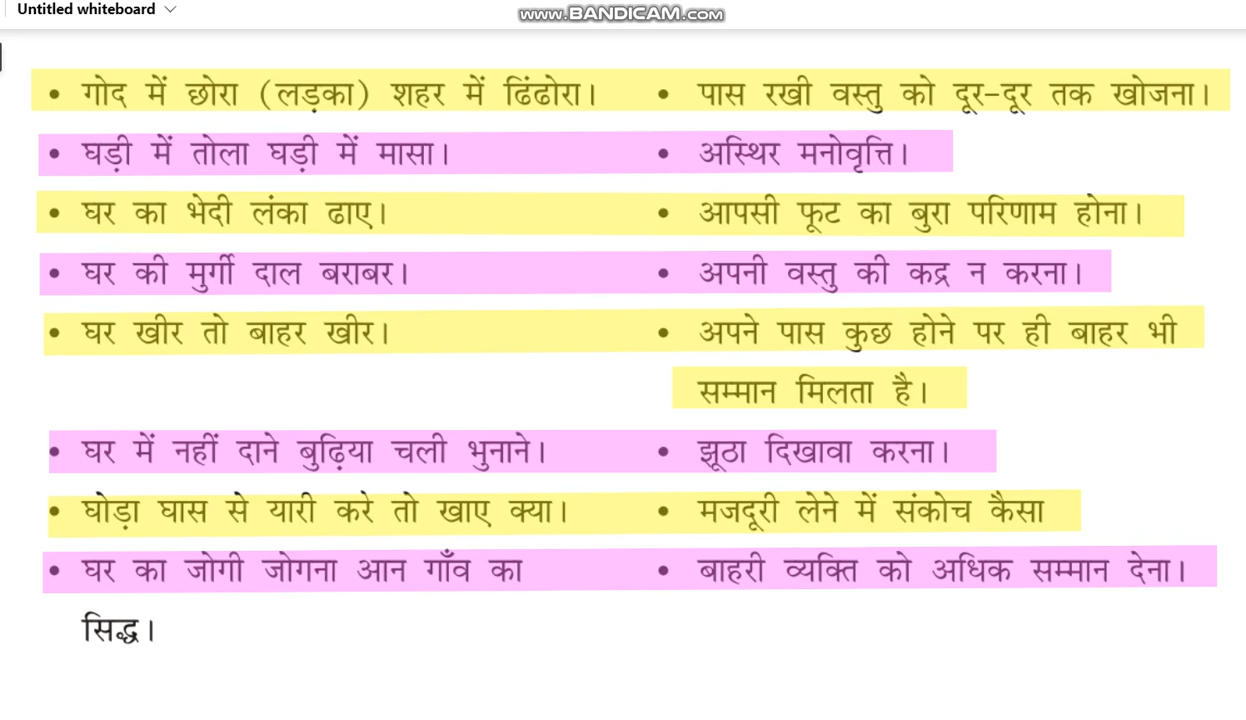 Untitled whiteboard
www.BANDICAM.com
• गोद में छोरा (लड़का) शहर में ढिंढोरा। • पास रखी वस्तु को दूर-दूर तक खोजना।
• घड़ी में तोला घड़ी में मासा। • अस्थिर मनोवृत्ति।
• घर का भेदी लंका ढाए। • आपसी फूट का बुरा परिणाम होना।
• घर की मुर्गी दाल बराबर। • अपनी वस्तु की कद्र न करना।
• घर खीर तो बाहर खीर। • अपने पास कुछ होने पर ही बाहर भी
सम्मान मिलता है।
• घर में नहीं दाने बुढ़िया चली भुनाने। • झूठा दिखावा करना।
• घोड़ा घास से यारी करे तो खाए क्या। • मजदूरी लेने में संकोच कैसा
• घर का जोगी जोगना आन गाँव का • बाहरी व्यक्ति को अधिक सम्मान देना।
सिद्ध।